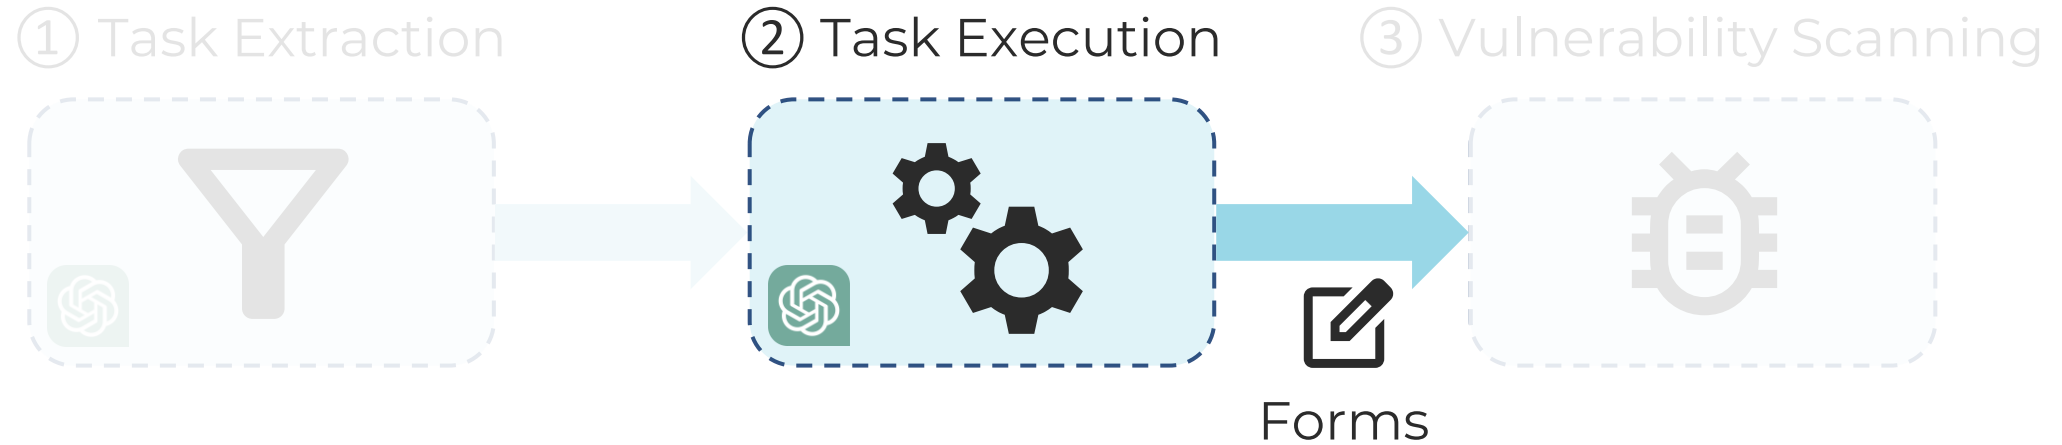 ① Task Extraction
② Task Execution
③ Vulnerability Scanning
Forms